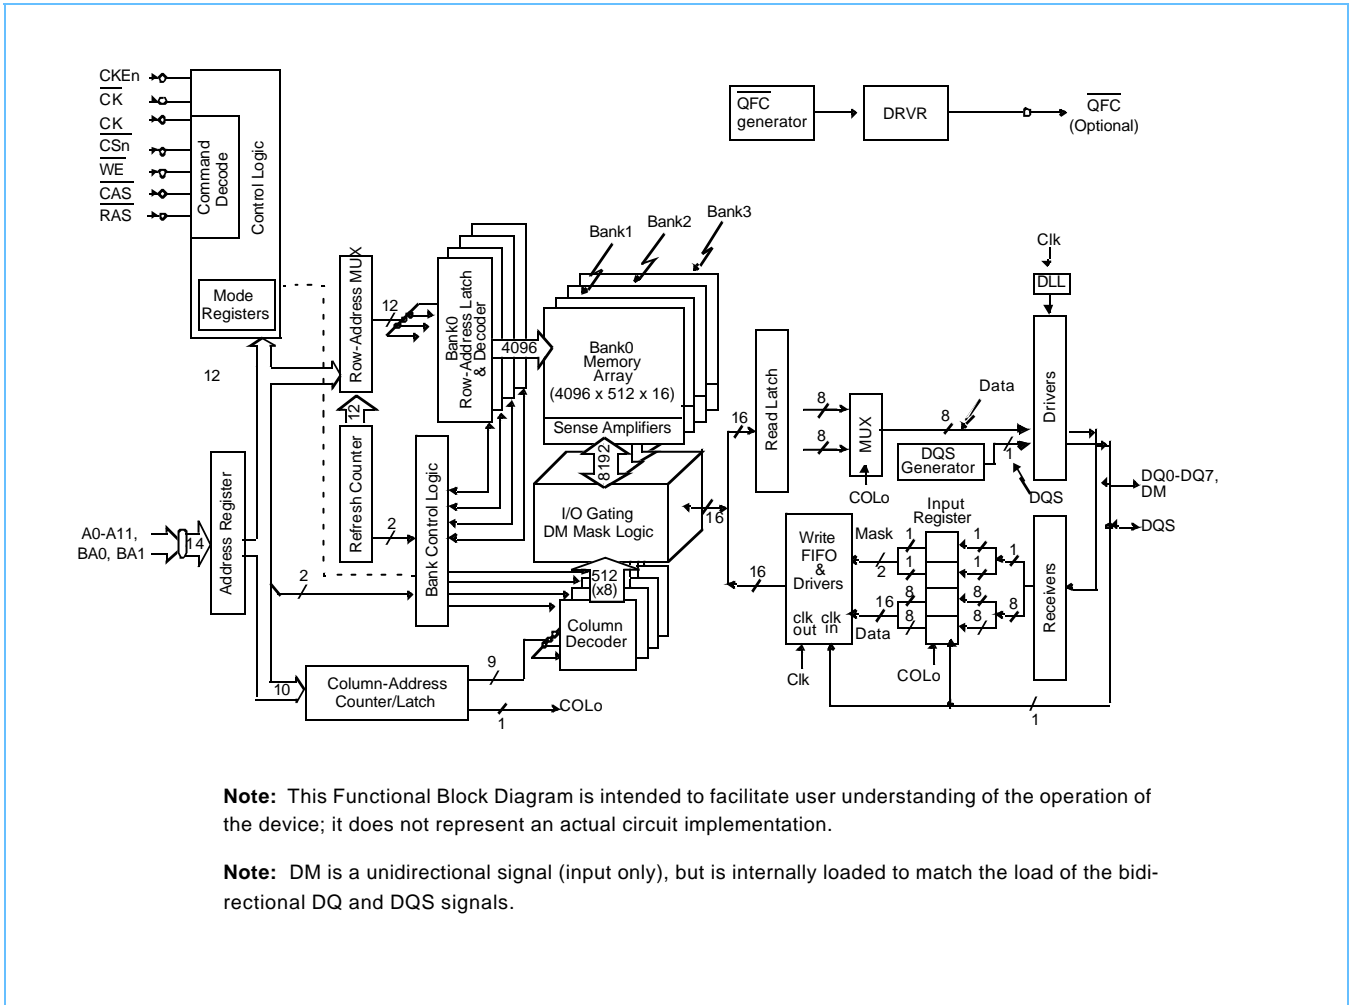 CKEn
CK
CK
CSn
WE
CAS
RAS
Command
Decode
Control Logic
Mode
Registers
QFC
generator
DRVR
QFC
(Optional)
Row-Address MUX
12
Bank0
Row-Address Latch
& Decoder
4096
Bank1
Bank2
Bank3
Bank0
Memory
Array
(4096 x 512 x 16)
Sense Amplifiers
8192
I/O Gating
DM Mask Logic
512
(x8)
Column
Decoder
12
12
Refresh Counter
2
Bank Control Logic
A0-A11,
BA0, BA1
14
Address Register
2
10
Column-Address
Counter/Latch
9
1
COLo
16
16
16
Read Latch
8
8
MUX
COLo
8
Data
DQS
Generator
1
DQS
Clk
DLL
Drivers
DQ0-DQ7,
DM
DQS
Input
Register
Write
FIFO
&
Drivers
clk
out
clk
in
Clk
Mask
2
16
Data
1
1
8
8
1
1
8
8
1
8
COLo
Receivers
1
Note: This Functional Block Diagram is intended to facilitate user understanding of the operation of
the device; it does not represent an actual circuit implementation.
Note: DM is a unidirectional signal (input only), but is internally loaded to match the load of the bidi-
rectional DQ and DQS signals.